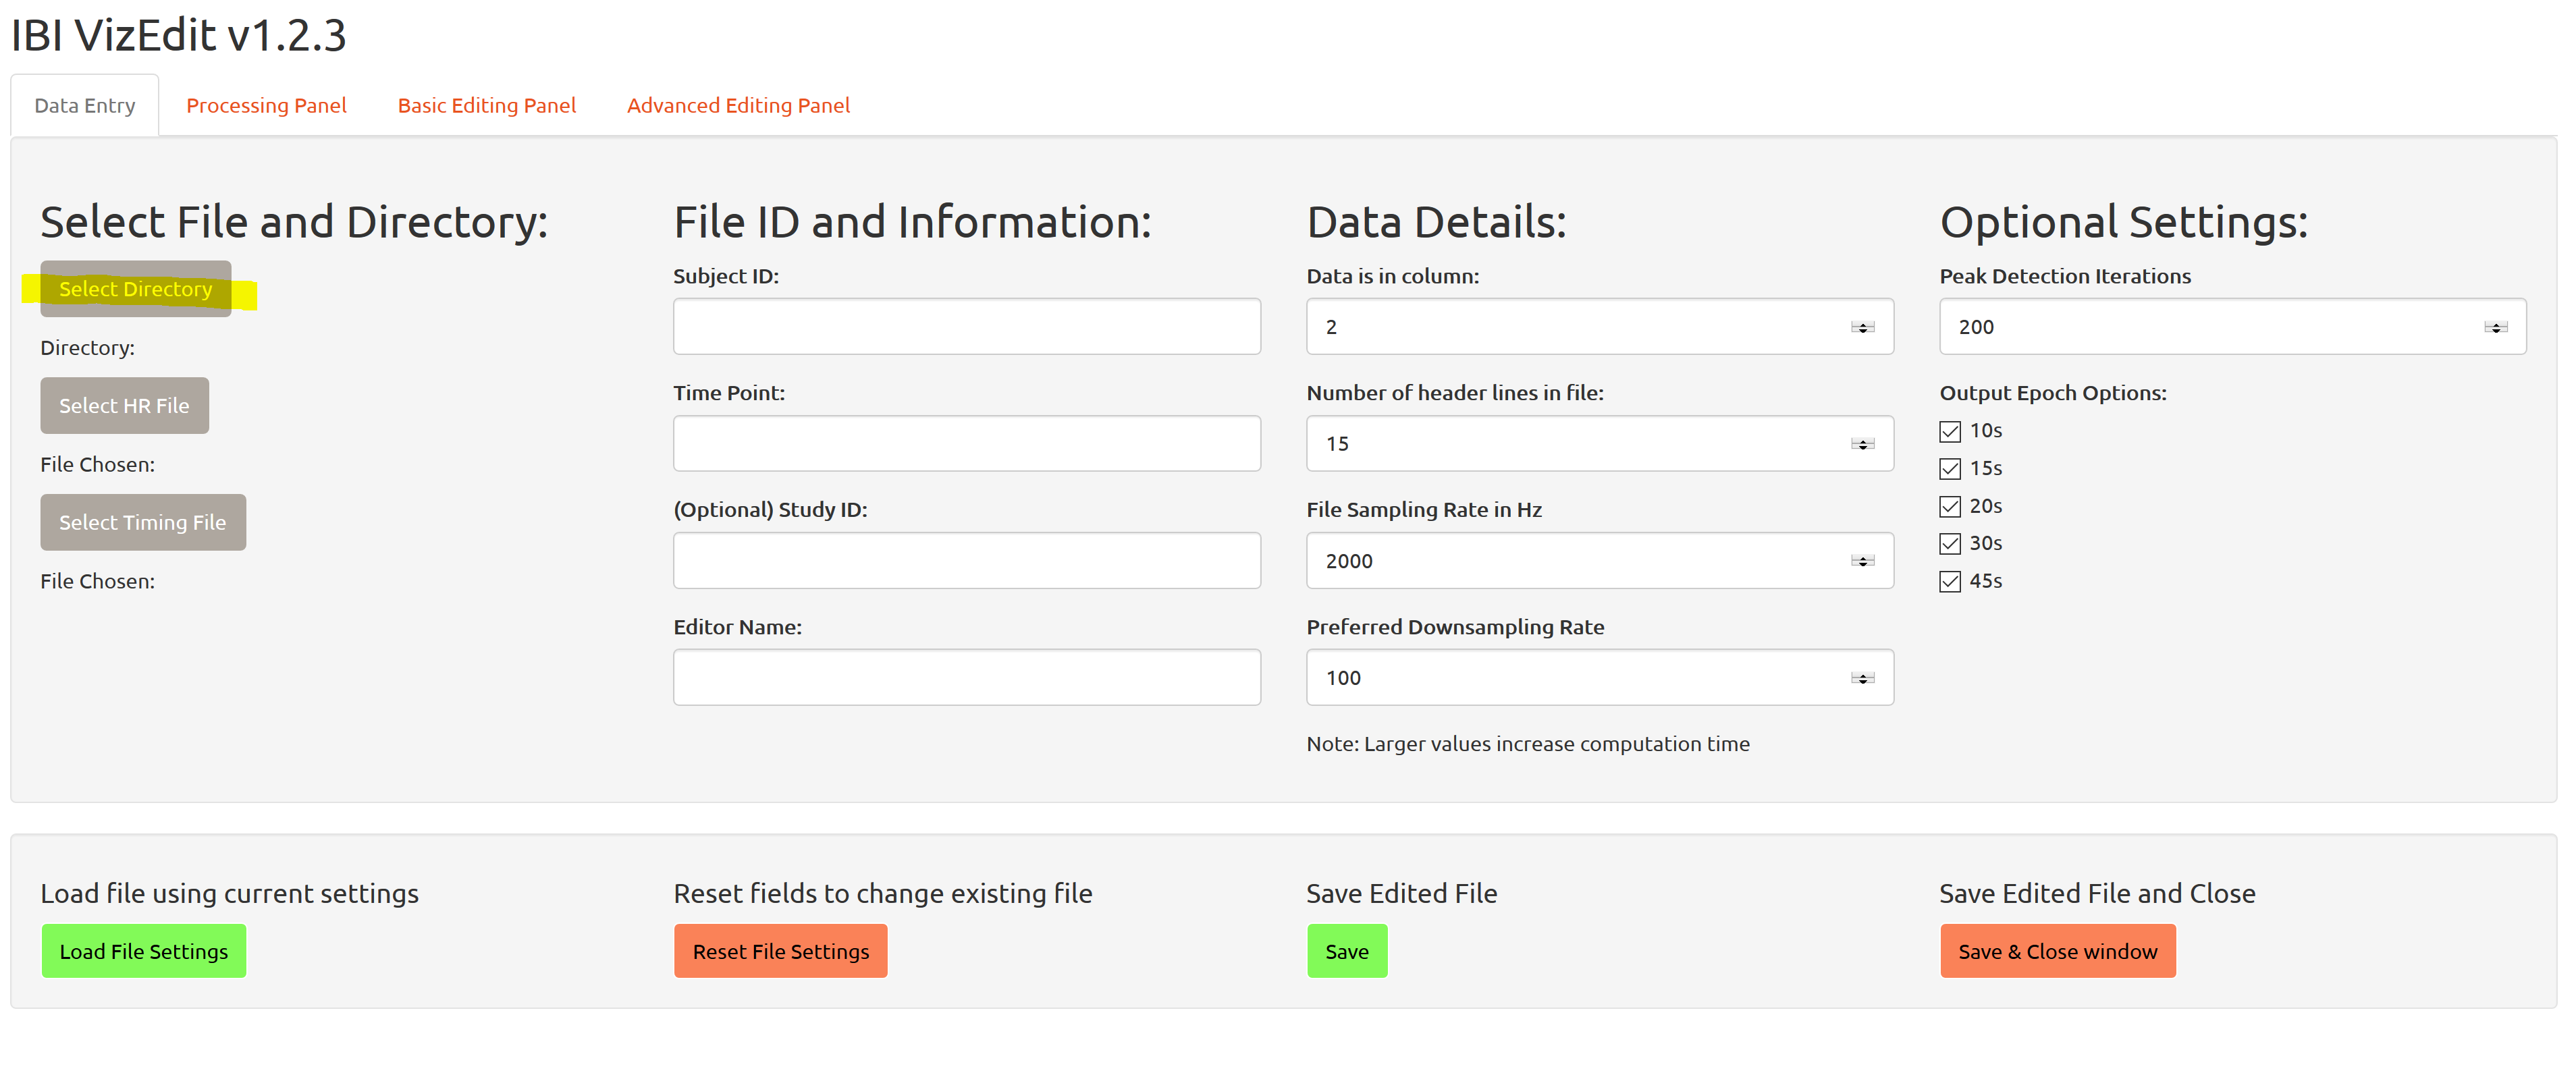 IBI VizEdit v1.2.3
Data Entry
Processing Panel
Basic Editing Panel
Advanced Editing Panel
Select File and Directory:
Select Directory
Directory:
Select HR File
File Chosen:
Select Timing File
File Chosen:
File ID and Information:
Subject ID:
Time Point:
(Optional) Study ID:
Editor Name:
Data Details:
Data is in column:
2
Number of header lines in file:
15
File Sampling Rate in Hz
2000
Preferred Downsampling Rate
100
Note: Larger values increase computation time
Optional Settings:
Peak Detection Iterations
200
Output Epoch Options:
10s
15s
20s
30s
45s
Load file using current settings
Load File Settings
Reset fields to change existing file
Reset File Settings
Save Edited File
Save
Save Edited File and Close
Save & Close window